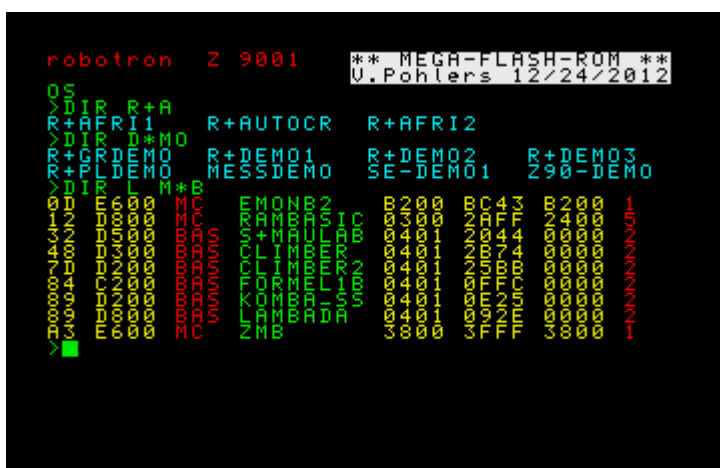 robotron Z 9001 ** MEGA-FLASH-ROM **
V.Pohlers 12/24/2012
OS
>DIR R+A
R+AFRI1 R+AUTOCR R+AFRI2
>DIR D*MO
R+GRDEMO R+DEMO1 R+DEMO2 R+DEMO3
R+PLDEMO MESSDEMO SE-DEMO1 Z90-DEMO
>DIR L M*B
0D E600 MC EMONB2 B200 BC43 B200 1
12 D800 MC RAMBASIC 0300 2AFF 2400 5
32 D500 BAS S+MAULAB 0401 2044 0000 2
48 D300 BAS CLIMBER 0401 2B74 0000 2
7D D200 BAS CLIMBER2 0401 25BB 0000 2
84 C200 BAS FORMEL1B 0401 0FFC 0000 2
89 D200 BAS KOMBA_SS 0401 0E25 0000 2
89 D800 BAS LAMBADA 0401 092E 0000 2
A3 E600 MC ZMB 3800 3FFF 3800 1
>